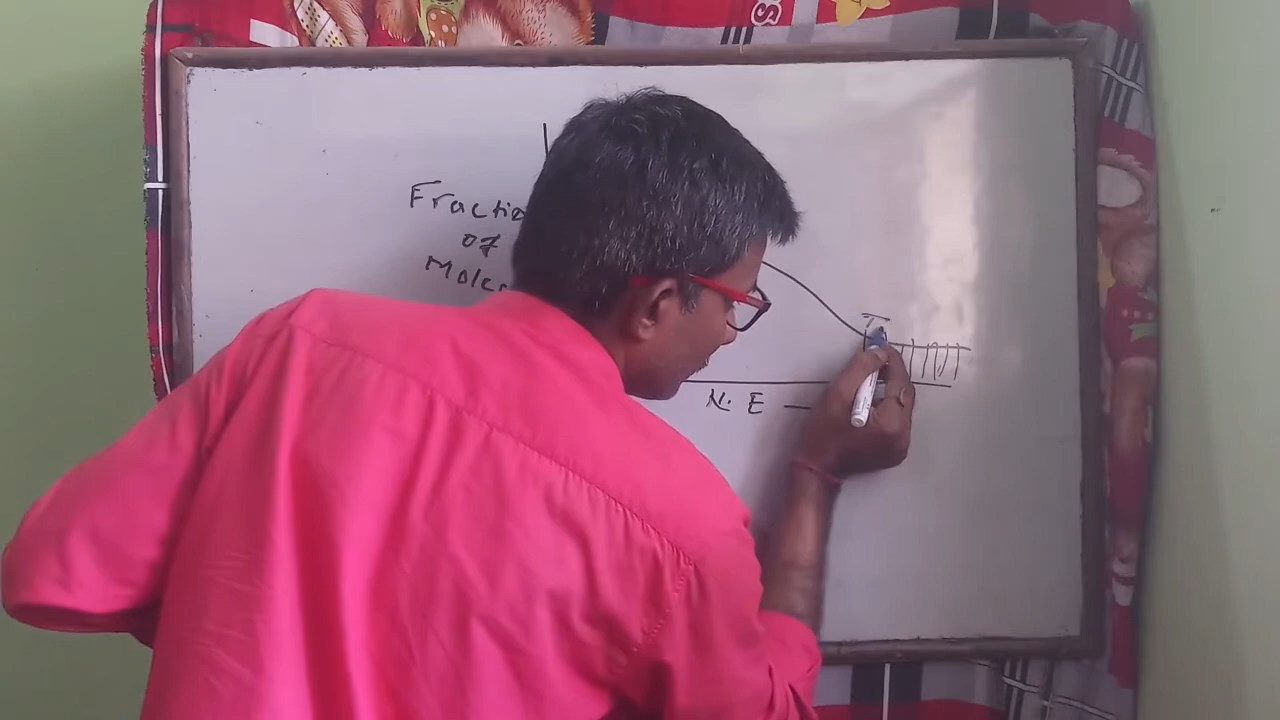 Fractio
of
Molec
K. E —
T